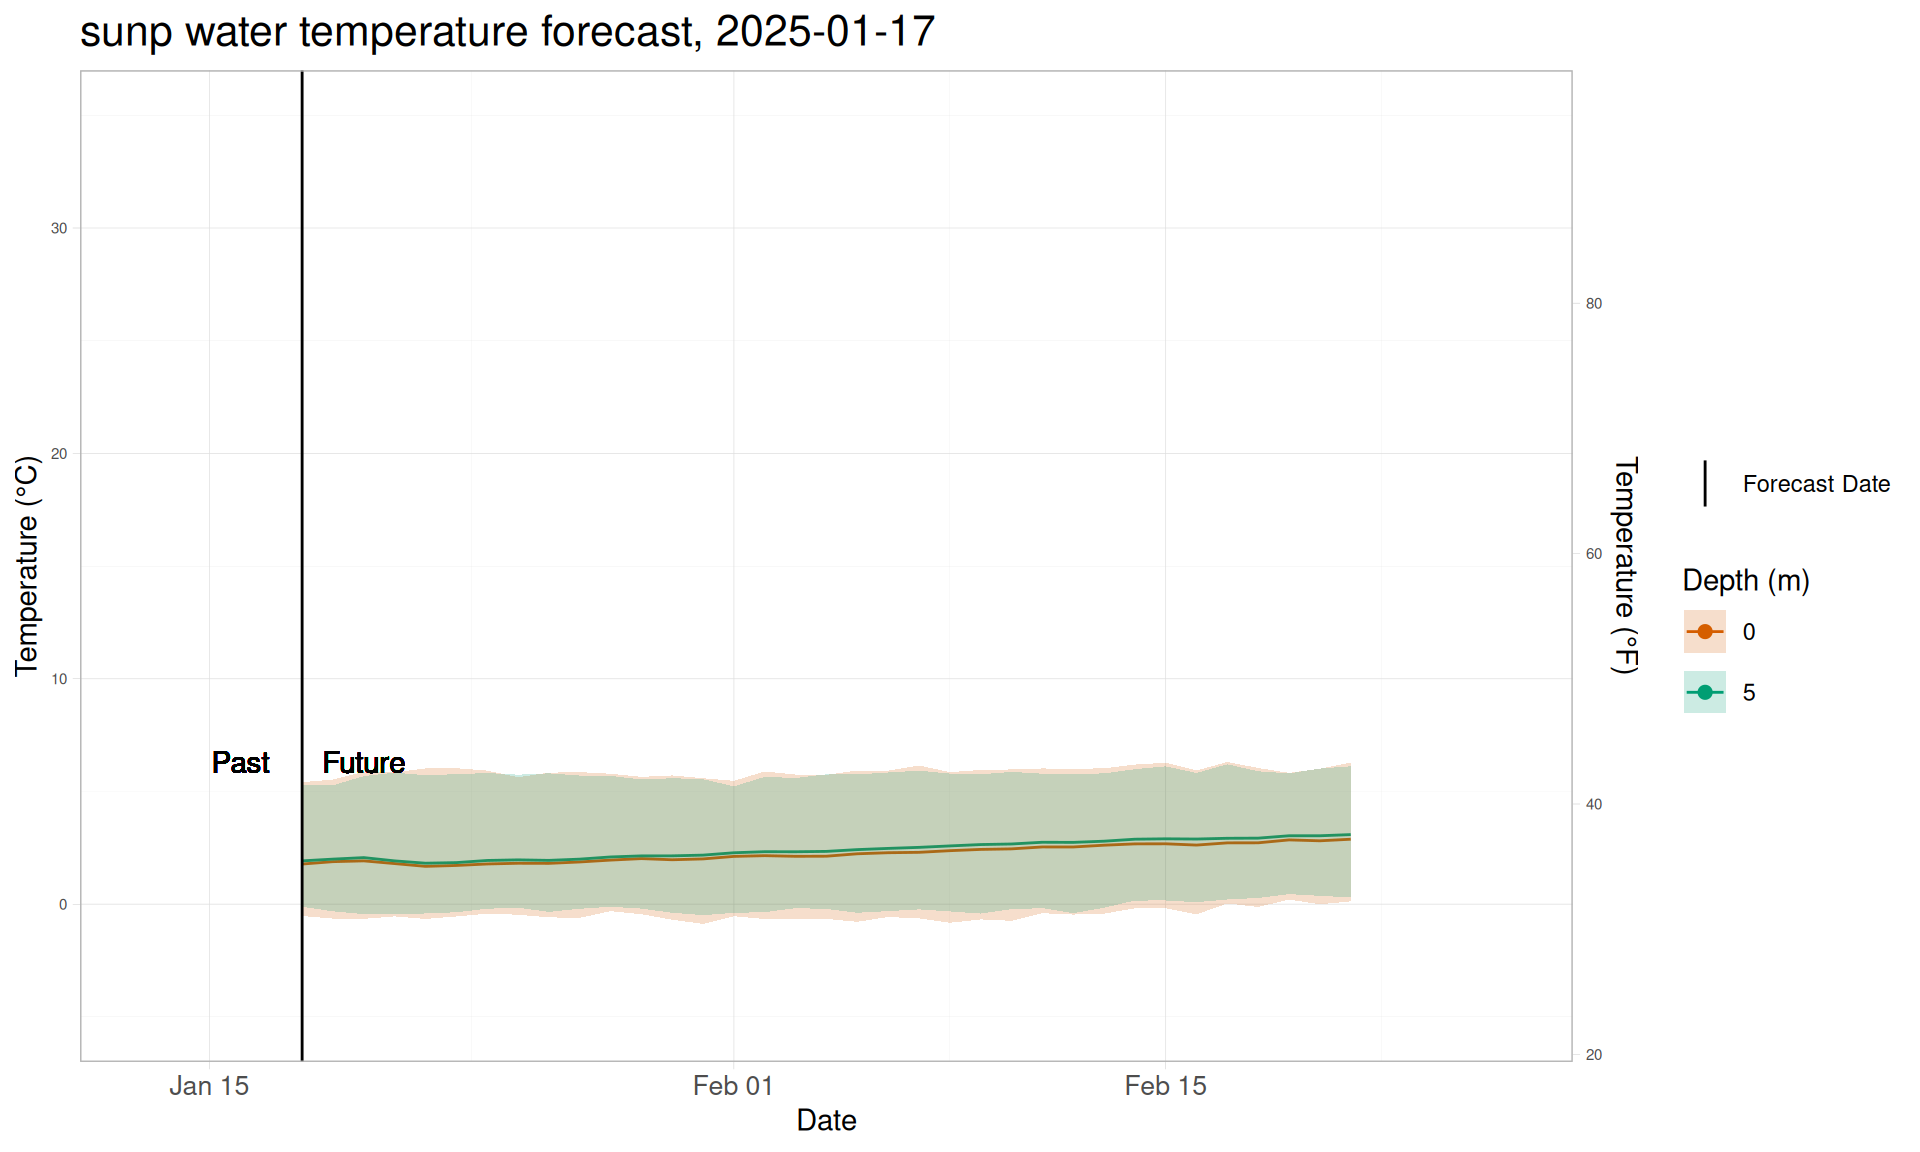 sunp water temperature forecast, 2025-01-17
Temperature (°C)
30
20
10
0
Past
Future
80
60
40
20
Temperature (°F)
Jan 15
Feb 01
Feb 15
Date
Forecast Date
Depth (m)
0
5